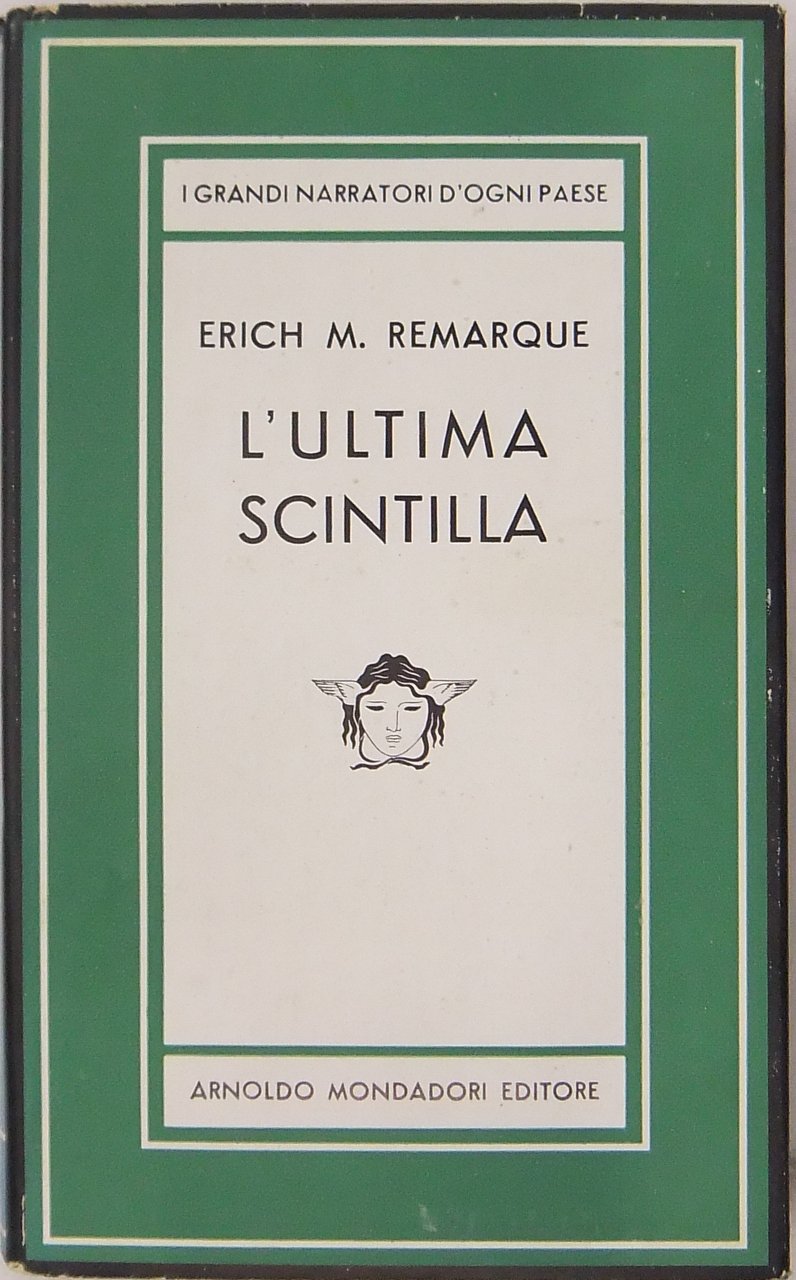 I GRANDI NARRATORI D'OGNI PAESE
ERICH M. REMARQUE
L'ULTIMA
SCINTILLA
ARNOLDO MONDADORI EDITORE